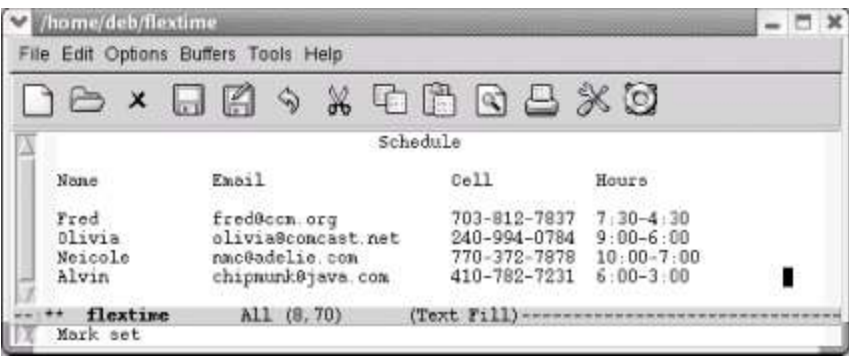 /home/deb/flextime
File Edit Options Buffers Tools Help
Schedule
Name Email Cell Hours
Fred fred@ccm.org 703-812-7837 7:30-4:30
Olivia olivia@comcast.net 240-994-0784 9:00-6:00
Neicole nmc@adelie.com 770-372-7878 10:00-7:00
Alvin chipmunk@java.com 410-782-7231 6:00-3:00
--:** flextime All (8,70) (Text Fill)------------------------------
Mark set